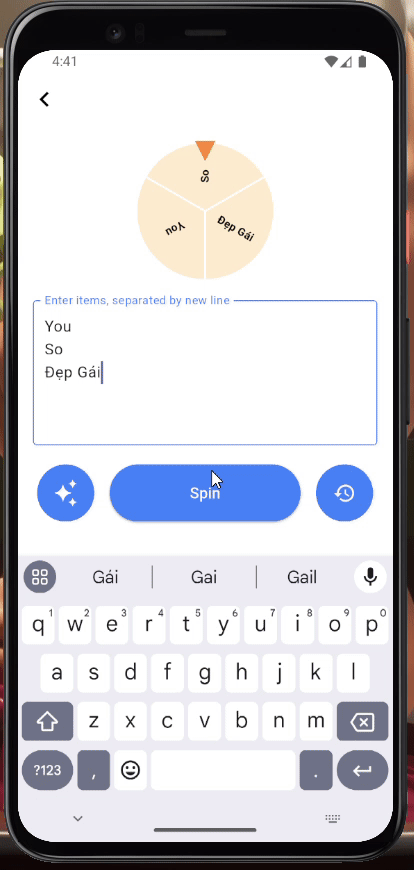 4:41
So
You
Đẹp Gái
Enter items, separated by new line
You
So
Đẹp Gái
Spin
Gái Gai Gail
q1 w2 e3 r4 t5 y6 u7 i8 o9 p0
a s d f g h j k l
z x c v b n m
?123 , .